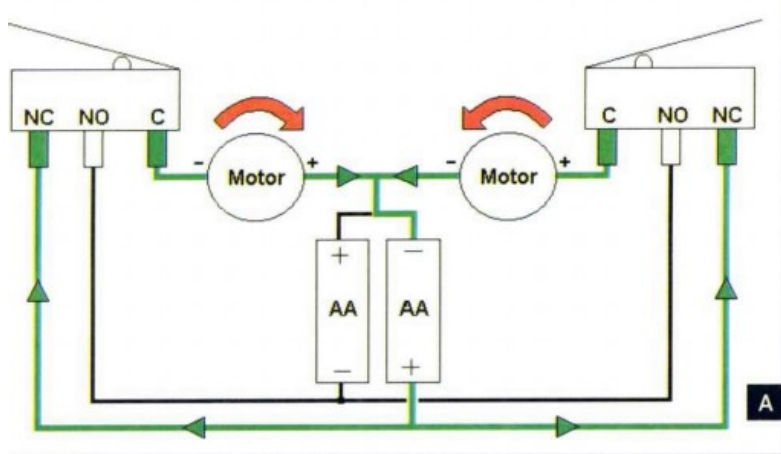 NC NO C
C NO NC
- Motor +
- Motor +
+ −
AA AA
− +
A